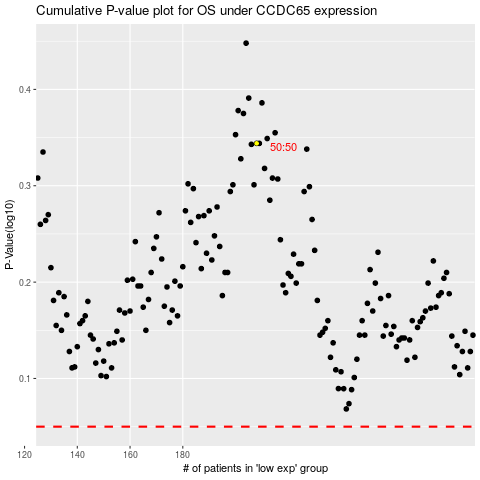 Cumulative P-value plot for OS under CCDC65 expression
0.4
0.3
0.2
0.1
P-Value(log10)
50:50
120 140 160 180
# of patients in 'low exp' group